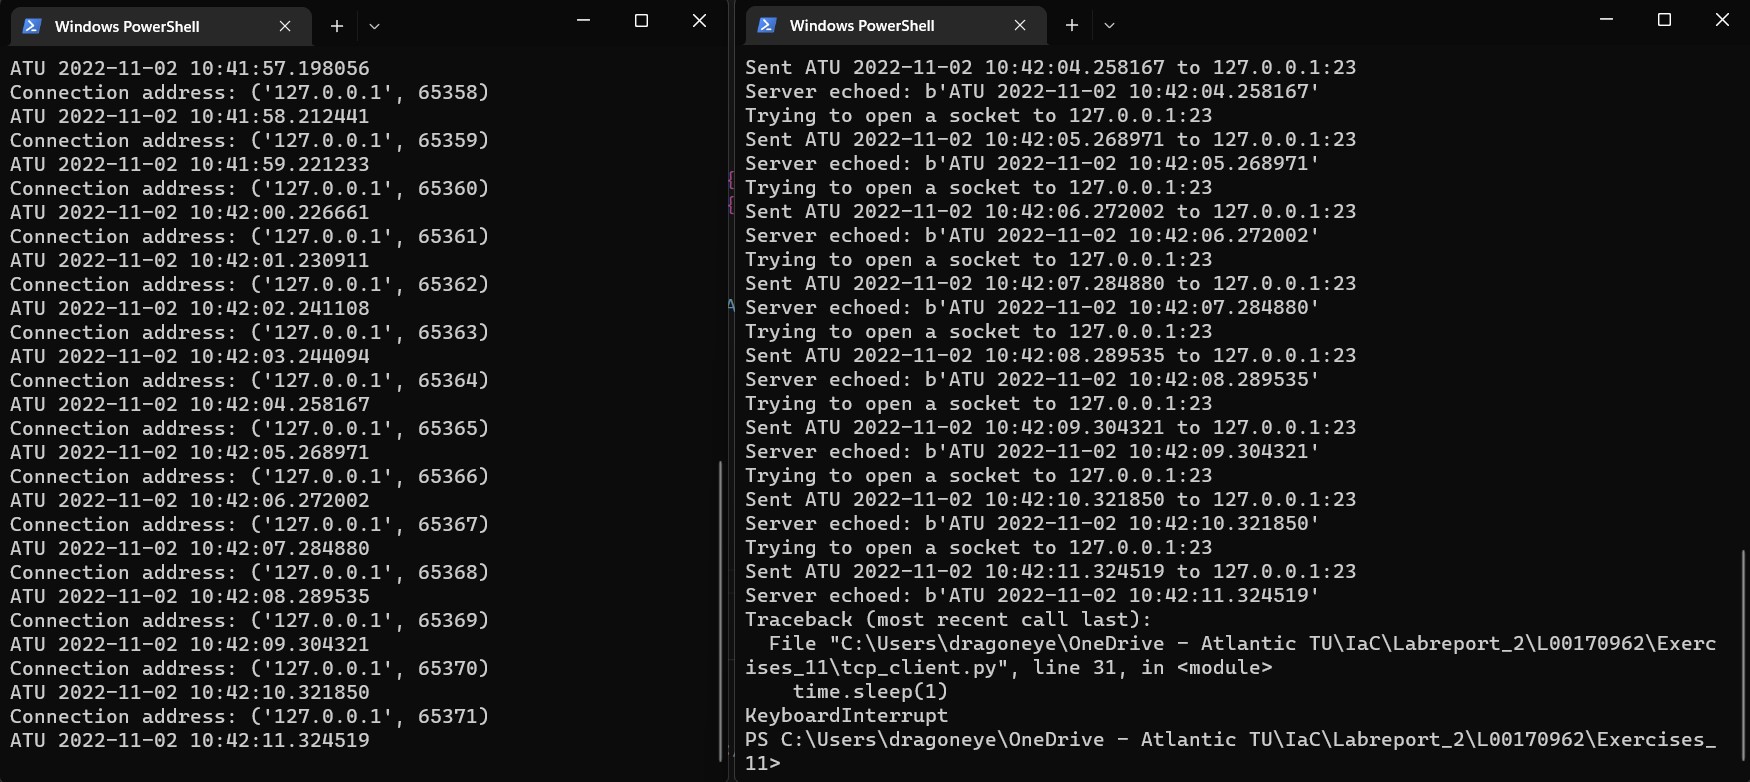 Windows PowerShell
ATU 2022-11-02 10:41:57.198056
Connection address: ('127.0.0.1', 65358)
ATU 2022-11-02 10:41:58.212441
Connection address: ('127.0.0.1', 65359)
ATU 2022-11-02 10:41:59.221233
Connection address: ('127.0.0.1', 65360)
ATU 2022-11-02 10:42:00.226661
Connection address: ('127.0.0.1', 65361)
ATU 2022-11-02 10:42:01.230911
Connection address: ('127.0.0.1', 65362)
ATU 2022-11-02 10:42:02.241108
Connection address: ('127.0.0.1', 65363)
ATU 2022-11-02 10:42:03.244094
Connection address: ('127.0.0.1', 65364)
ATU 2022-11-02 10:42:04.258167
Connection address: ('127.0.0.1', 65365)
ATU 2022-11-02 10:42:05.268971
Connection address: ('127.0.0.1', 65366)
ATU 2022-11-02 10:42:06.272002
Connection address: ('127.0.0.1', 65367)
ATU 2022-11-02 10:42:07.284880
Connection address: ('127.0.0.1', 65368)
ATU 2022-11-02 10:42:08.289535
Connection address: ('127.0.0.1', 65369)
ATU 2022-11-02 10:42:09.304321
Connection address: ('127.0.0.1', 65370)
ATU 2022-11-02 10:42:10.321850
Connection address: ('127.0.0.1', 65371)
ATU 2022-11-02 10:42:11.324519
Windows PowerShell
Sent ATU 2022-11-02 10:42:04.258167 to 127.0.0.1:23
Server echoed: b'ATU 2022-11-02 10:42:04.258167'
Trying to open a socket to 127.0.0.1:23
Sent ATU 2022-11-02 10:42:05.268971 to 127.0.0.1:23
Server echoed: b'ATU 2022-11-02 10:42:05.268971'
Trying to open a socket to 127.0.0.1:23
Sent ATU 2022-11-02 10:42:06.272002 to 127.0.0.1:23
Server echoed: b'ATU 2022-11-02 10:42:06.272002'
Trying to open a socket to 127.0.0.1:23
Sent ATU 2022-11-02 10:42:07.284880 to 127.0.0.1:23
Server echoed: b'ATU 2022-11-02 10:42:07.284880'
Trying to open a socket to 127.0.0.1:23
Sent ATU 2022-11-02 10:42:08.289535 to 127.0.0.1:23
Server echoed: b'ATU 2022-11-02 10:42:08.289535'
Trying to open a socket to 127.0.0.1:23
Sent ATU 2022-11-02 10:42:09.304321 to 127.0.0.1:23
Server echoed: b'ATU 2022-11-02 10:42:09.304321'
Trying to open a socket to 127.0.0.1:23
Sent ATU 2022-11-02 10:42:10.321850 to 127.0.0.1:23
Server echoed: b'ATU 2022-11-02 10:42:10.321850'
Trying to open a socket to 127.0.0.1:23
Sent ATU 2022-11-02 10:42:11.324519 to 127.0.0.1:23
Server echoed: b'ATU 2022-11-02 10:42:11.324519'
Traceback (most recent call last):
  File "C:\Users\dragoneye\OneDrive - Atlantic TU\IaC\Labreport_2\L00170962\Exerc
ises_11\tcp_client.py", line 31, in <module>
    time.sleep(1)
KeyboardInterrupt
PS C:\Users\dragoneye\OneDrive - Atlantic TU\IaC\Labreport_2\L00170962\Exercises_
11>